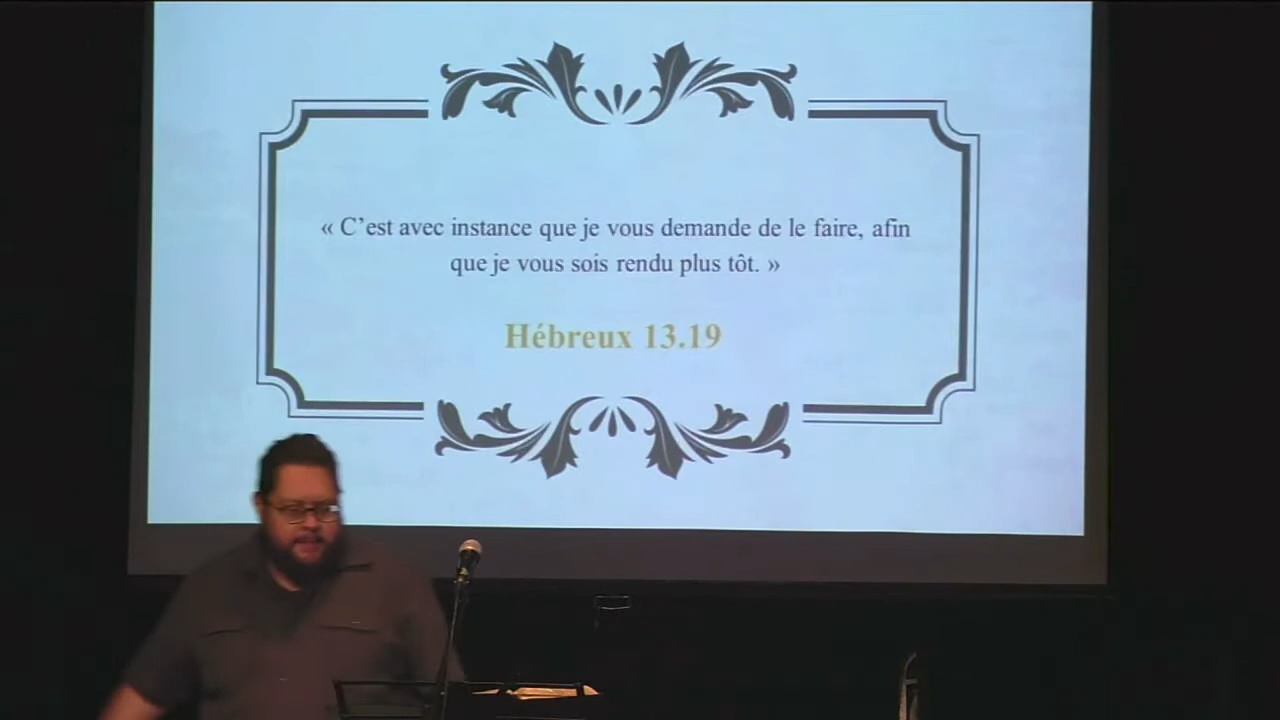 « C’est avec instance que je vous demande de le faire, afin
que je vous sois rendu plus tôt. »
Hébreux 13.19